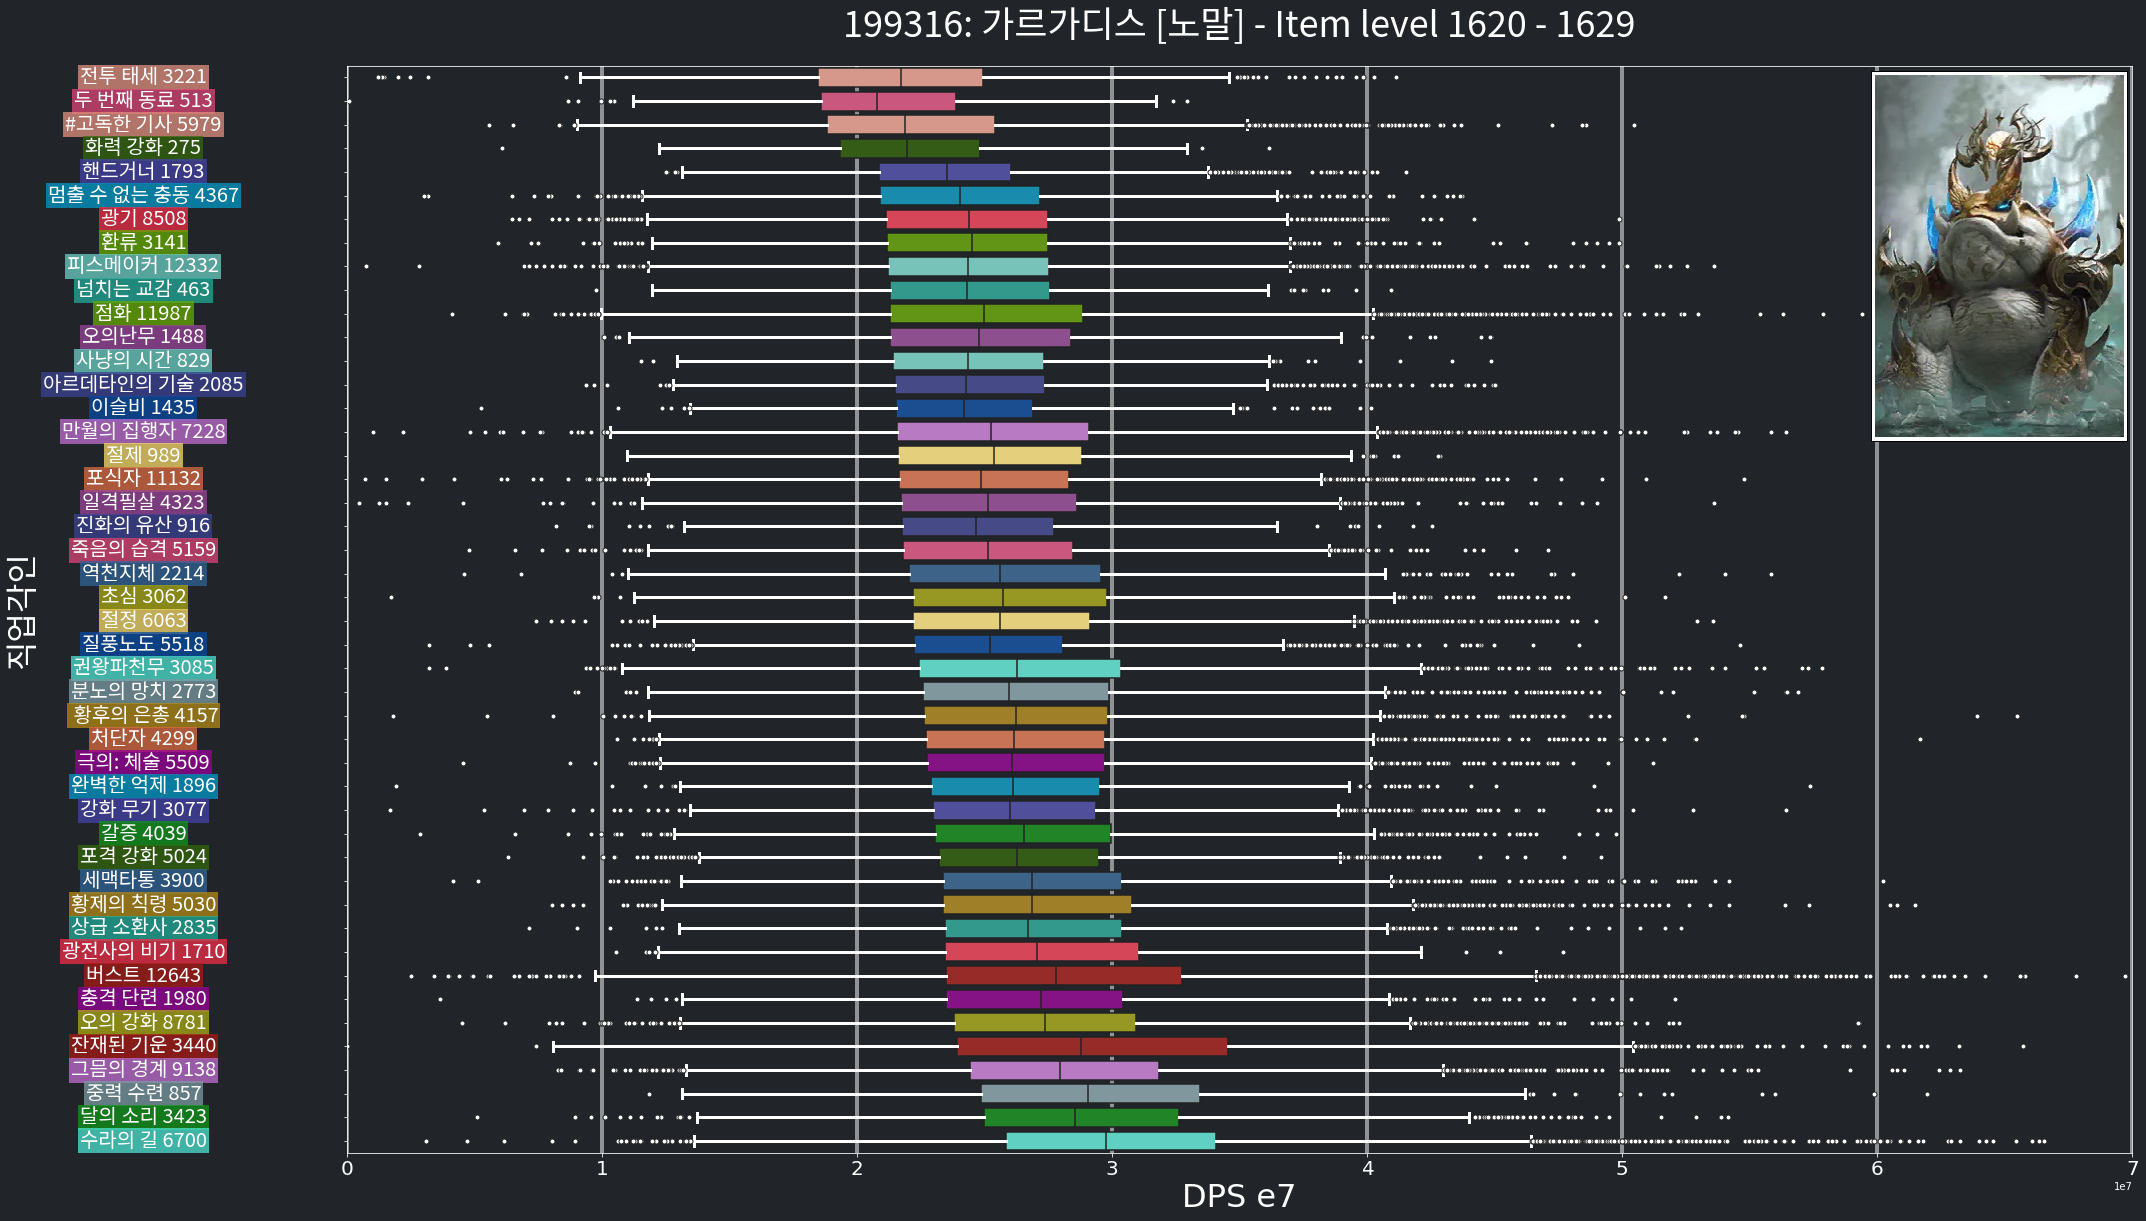 199316: 가르가디스 [노말] - Item level 1620 - 1629
직업각인
전투 태세 3221
두 번째 동료 513
#고독한 기사 5979
화력 강화 275
핸드거너 1793
멈출 수 없는 충동 4367
광기 8508
환류 3141
피스메이커 12332
넘치는 교감 463
점화 11987
오의난무 1488
사냥의 시간 829
아르데타인의 기술 2085
이슬비 1435
만월의 집행자 7228
절제 989
포식자 11132
일격필살 4323
진화의 유산 916
죽음의 습격 5159
역천지체 2214
초심 3062
절정 6063
질풍노도 5518
권왕파천무 3085
분노의 망치 2773
황후의 은총 4157
처단자 4299
극의: 체술 5509
완벽한 억제 1896
강화 무기 3077
갈증 4039
포격 강화 5024
세맥타통 3900
황제의 칙령 5030
상급 소환사 2835
광전사의 비기 1710
버스트 12643
충격 단련 1980
오의 강화 8781
잔재된 기운 3440
그믐의 경계 9138
중력 수련 857
달의 소리 3423
수라의 길 6700
0 1 2 3 4 5 6 7
DPS e7
1e7